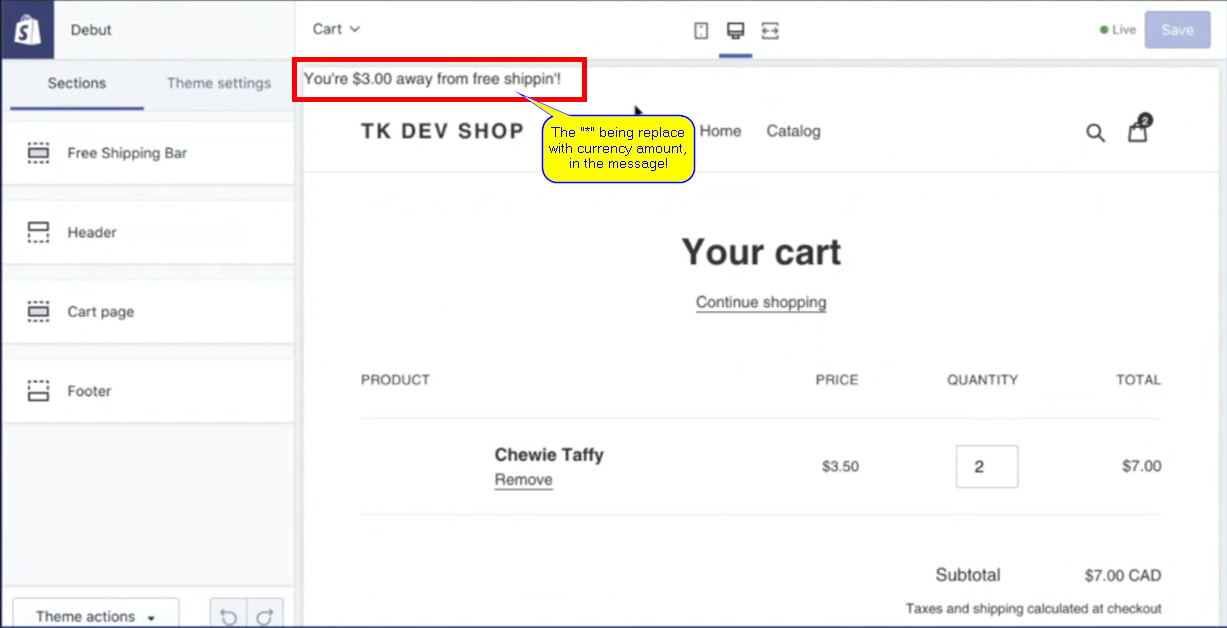 Debut
Cart
Live
Save
Sections
Theme settings
You're $3.00 away from free shippin'!
The "*" being replace
with currency amount,
in the message!
TK DEV SHOP
Home
Catalog
2
Free Shipping Bar
Header
Cart page
Footer
Your cart
Continue shopping
PRODUCT
PRICE
QUANTITY
TOTAL
Chewie Taffy
Remove
$3.50
2
$7.00
Subtotal
$7.00 CAD
Taxes and shipping calculated at checkout
Theme actions